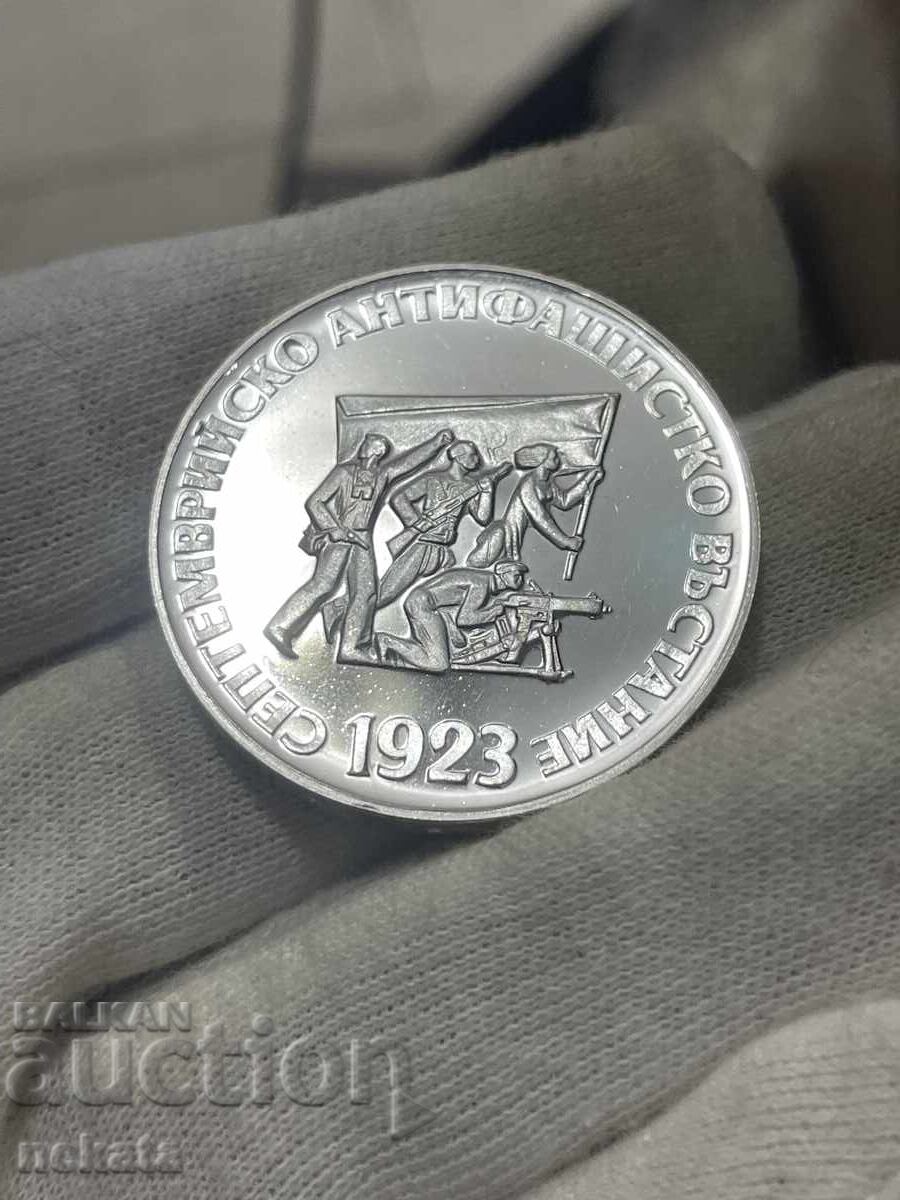 СЕПТЕМВРИЙСКО АНТИФАШИСТКО ВЪСТАНИЕ
1923
BALKAN
auction
nekata